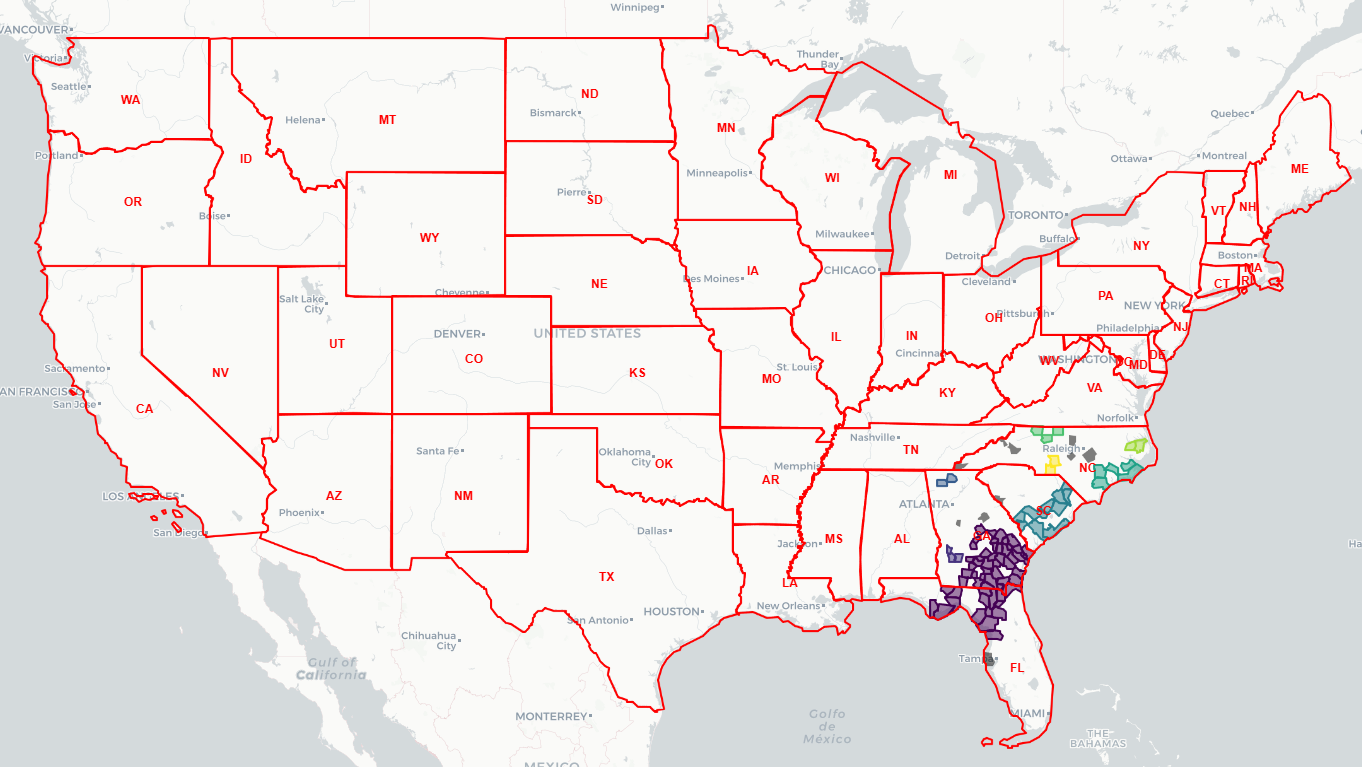 Winnipeg
VANCOUVER
Victoria
Seattle
WA
Portland
OR
ID
Boise
Helena
MT
ND
Bismarck
MN
Minneapolis
Thunder
Bay
WI
MI
Milwaukee
SD
Pierre
WY
Cheyenne
NE
IA
Des Moines
CHICAGO
Detroit
TORONTO
Buffalo
Cleveland
Ottawa
Montreal
Quebec
ME
VT
NH
NY
Boston
MA
CT
RI
PA
NEW YORK
Pittsburgh
Philadelphia
NJ
OH
IN
Cincinnati
IL
WV
WASHINGTON
DC
MD
DE
VA
Norfolk
KY
St. Louis
MO
KS
UNITED STATES
DENVER
CO
Salt Lake
City
UT
NV
Sacramento
SAN FRANCISCO
San Jose
CA
LOS ANGELES
San Diego
AZ
Phoenix
Santa Fe
NM
Oklahoma
City
OK
AR
Memphis
Nashville
TN
Raleigh
NC
SC
ATLANTA
GA
AL
MS
Jackson
LA
New Orleans
Dallas
TX
HOUSTON
San Antonio
Chihuahua
City
Gulf of
California
MONTERREY
MEXICO
Golfo
de
México
Tampa
FL
MIAMI
THE
BAHAMAS
Ha